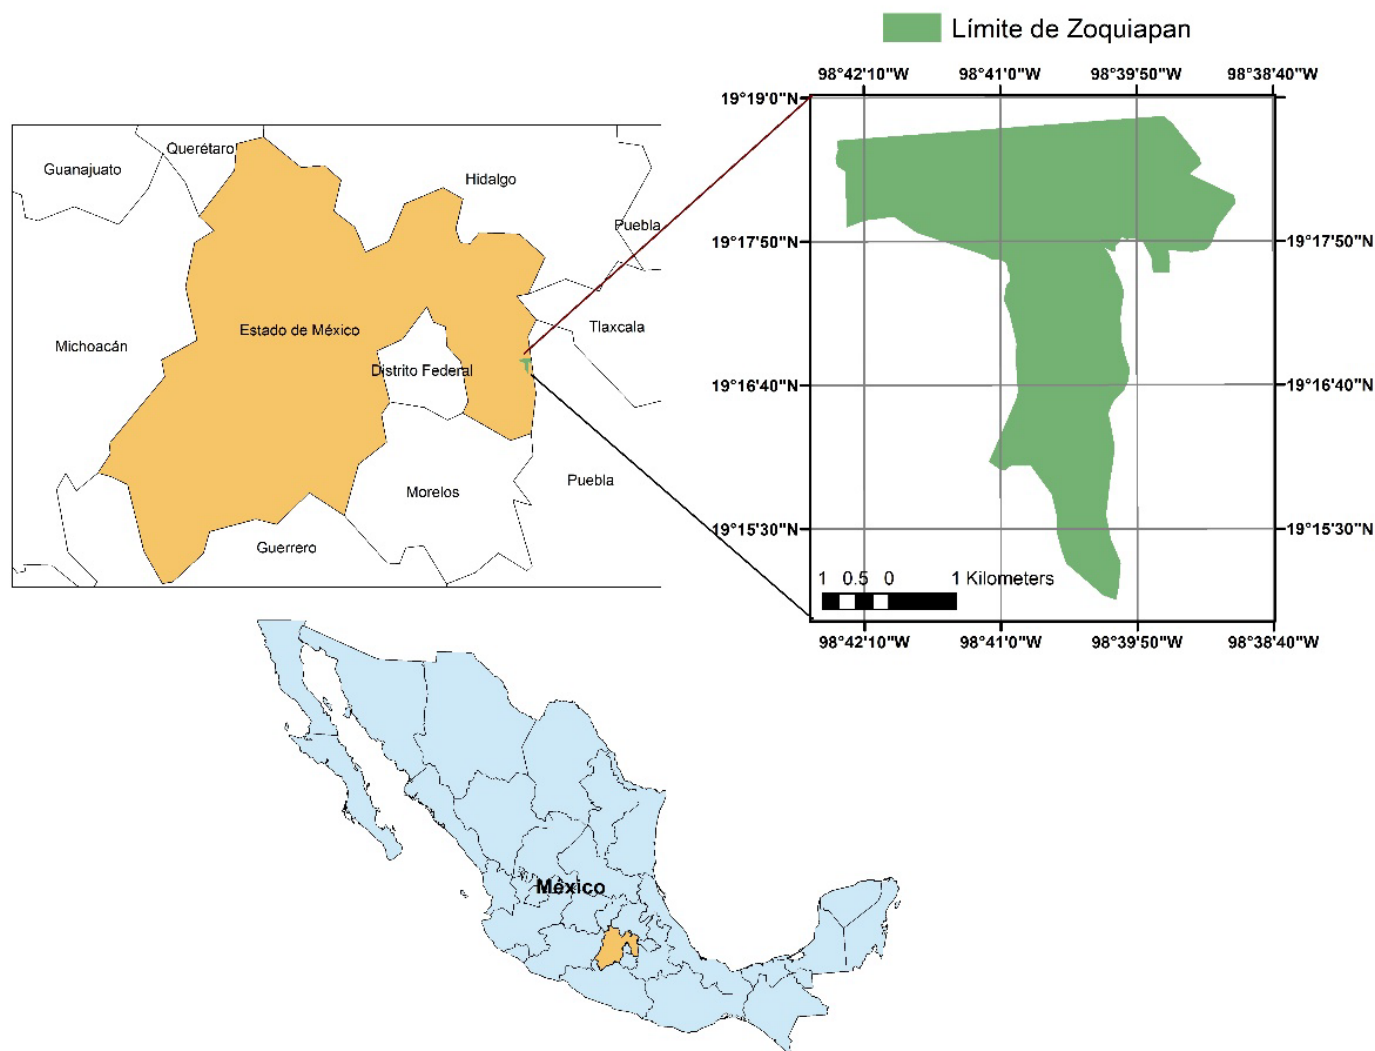 Límite de Zoquiapan
98°42'10"W 98°41'0"W 98°39'50"W 98°38'40"W
19°19'0"N
19°17'50"N 19°17'50"N
19°16'40"N 19°16'40"N
19°15'30"N 19°15'30"N
1 0.5 0 1 Kilometers
98°42'10"W 98°41'0"W 98°39'50"W 98°38'40"W
Querétaro
Guanajuato
Hidalgo
Puebla
Estado de México
Tlaxcala
Michoacán
Distrito Federal
Puebla
Morelos
Guerrero
México